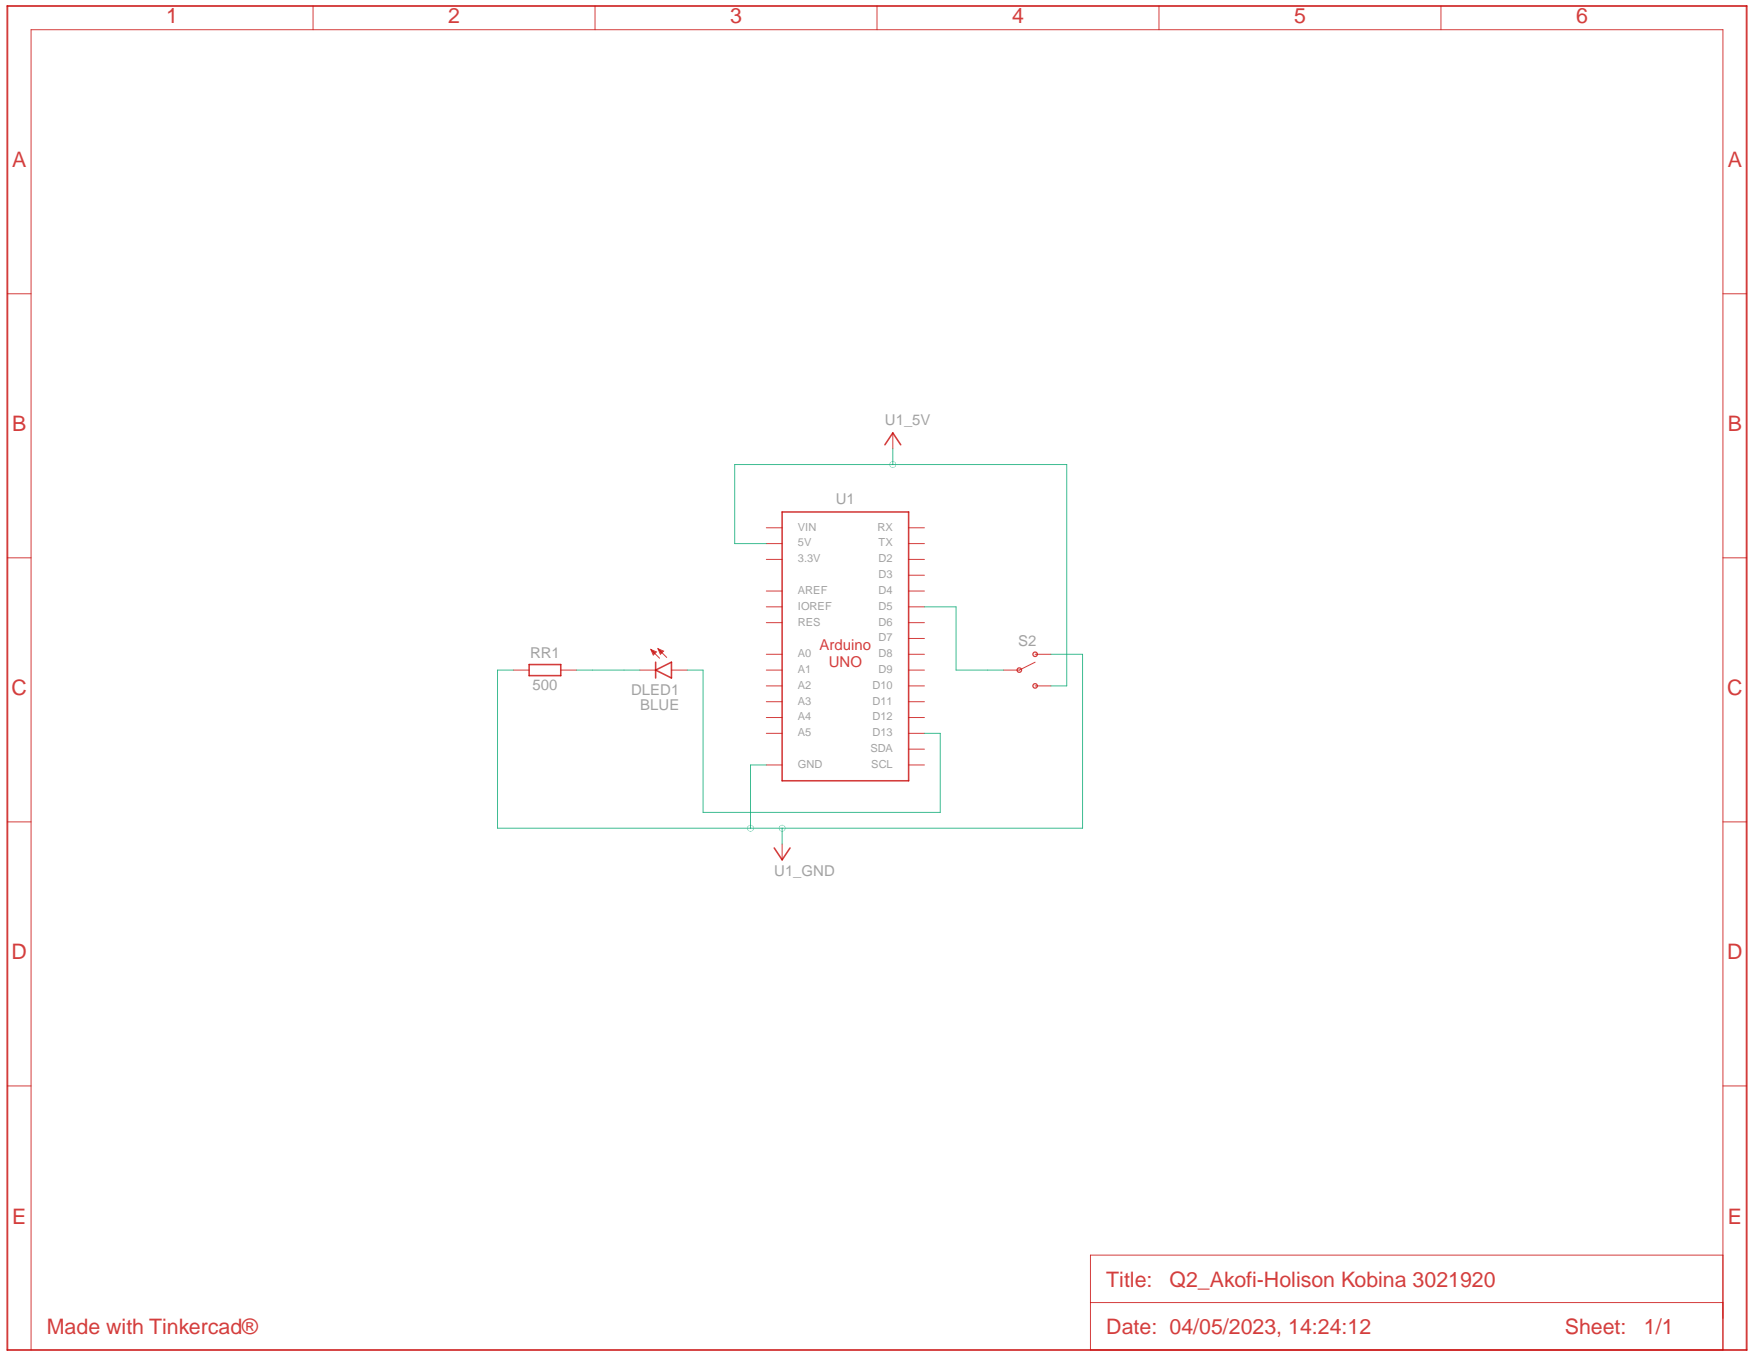 1 2 3 4 5 6
A A
B B
C C
D D
E E
U1_5V
U1
VIN RX
5V TX
3.3V D2
D3
AREF D4
IOREF D5
RES D6
D7
Arduino
UNO
A0 D8
A1 D9
A2 D10
A3 D11
A4 D12
A5 D13
SDA
GND SCL
S2
RR1
500
DLED1
BLUE
U1_GND
Title: Q2_Akofi-Holison Kobina 3021920
Date: 04/05/2023, 14:24:12 Sheet: 1/1
Made with Tinkercad®